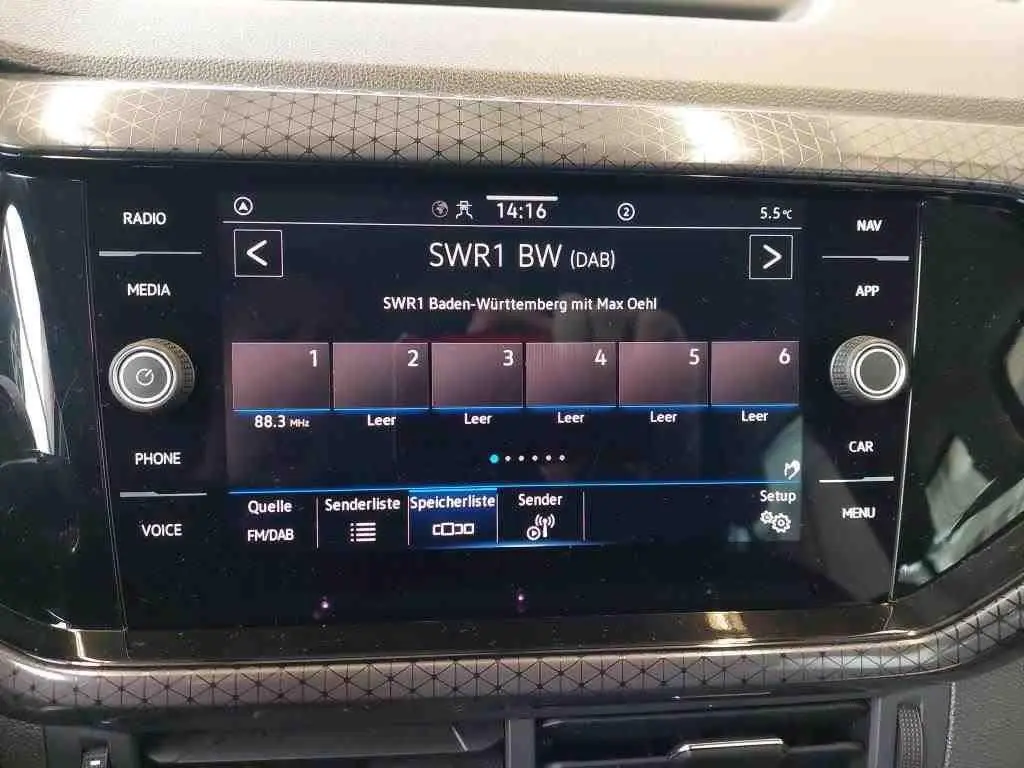 RADIO
MEDIA
PHONE
VOICE
14:16
2
5.5°C
SWR1 BW (DAB)
SWR1 Baden-Württemberg mit Max Oehl
1 2 3 4 5 6
88.3 MHz Leer Leer Leer Leer Leer
Quelle Senderliste Speicherliste Sender Setup
FM/DAB
NAV
APP
CAR
MENU